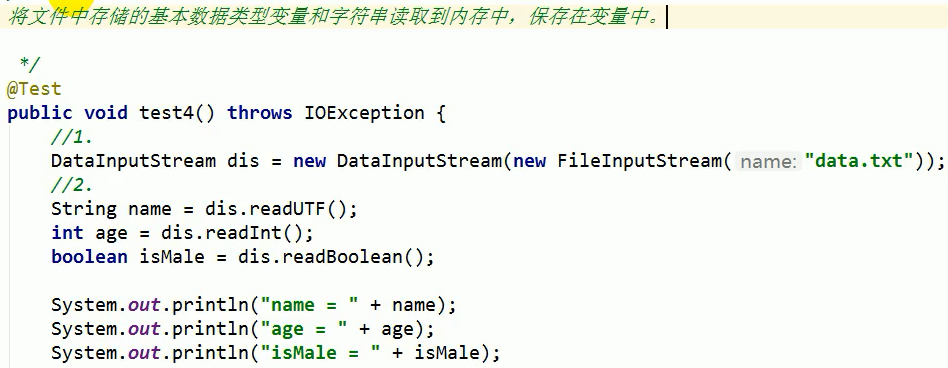 将文件中存储的基本数据类型变量和字符串读取到内存中，保存在变量中。
*/
@Test
public void test4() throws IOException {
//1.
DataInputStream dis = new DataInputStream(new FileInputStream( name: "data.txt"));
//2.
String name = dis.readUTF();
int age = dis.readInt();
boolean isMale = dis.readBoolean();
System.out.println("name = " + name);
System.out.println("age = " + age);
System.out.println("isMale = " + isMale);